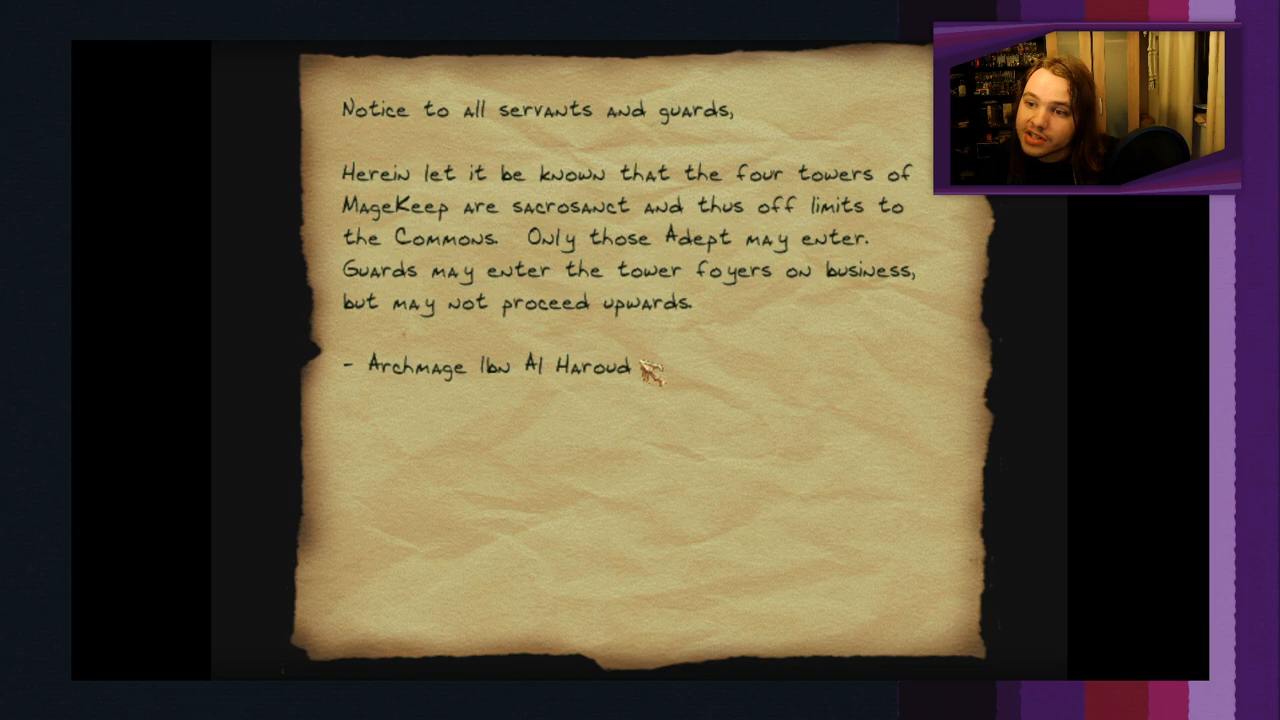 Notice to all servants and guards,
Herein let it be known that the four towers of
MageKeep are sacrosanct and thus off limits to
the Commons. Only those Adept may enter.
Guards may enter the tower foyers on business,
but may not proceed upwards.
- Archmage Ibn Al Haroud